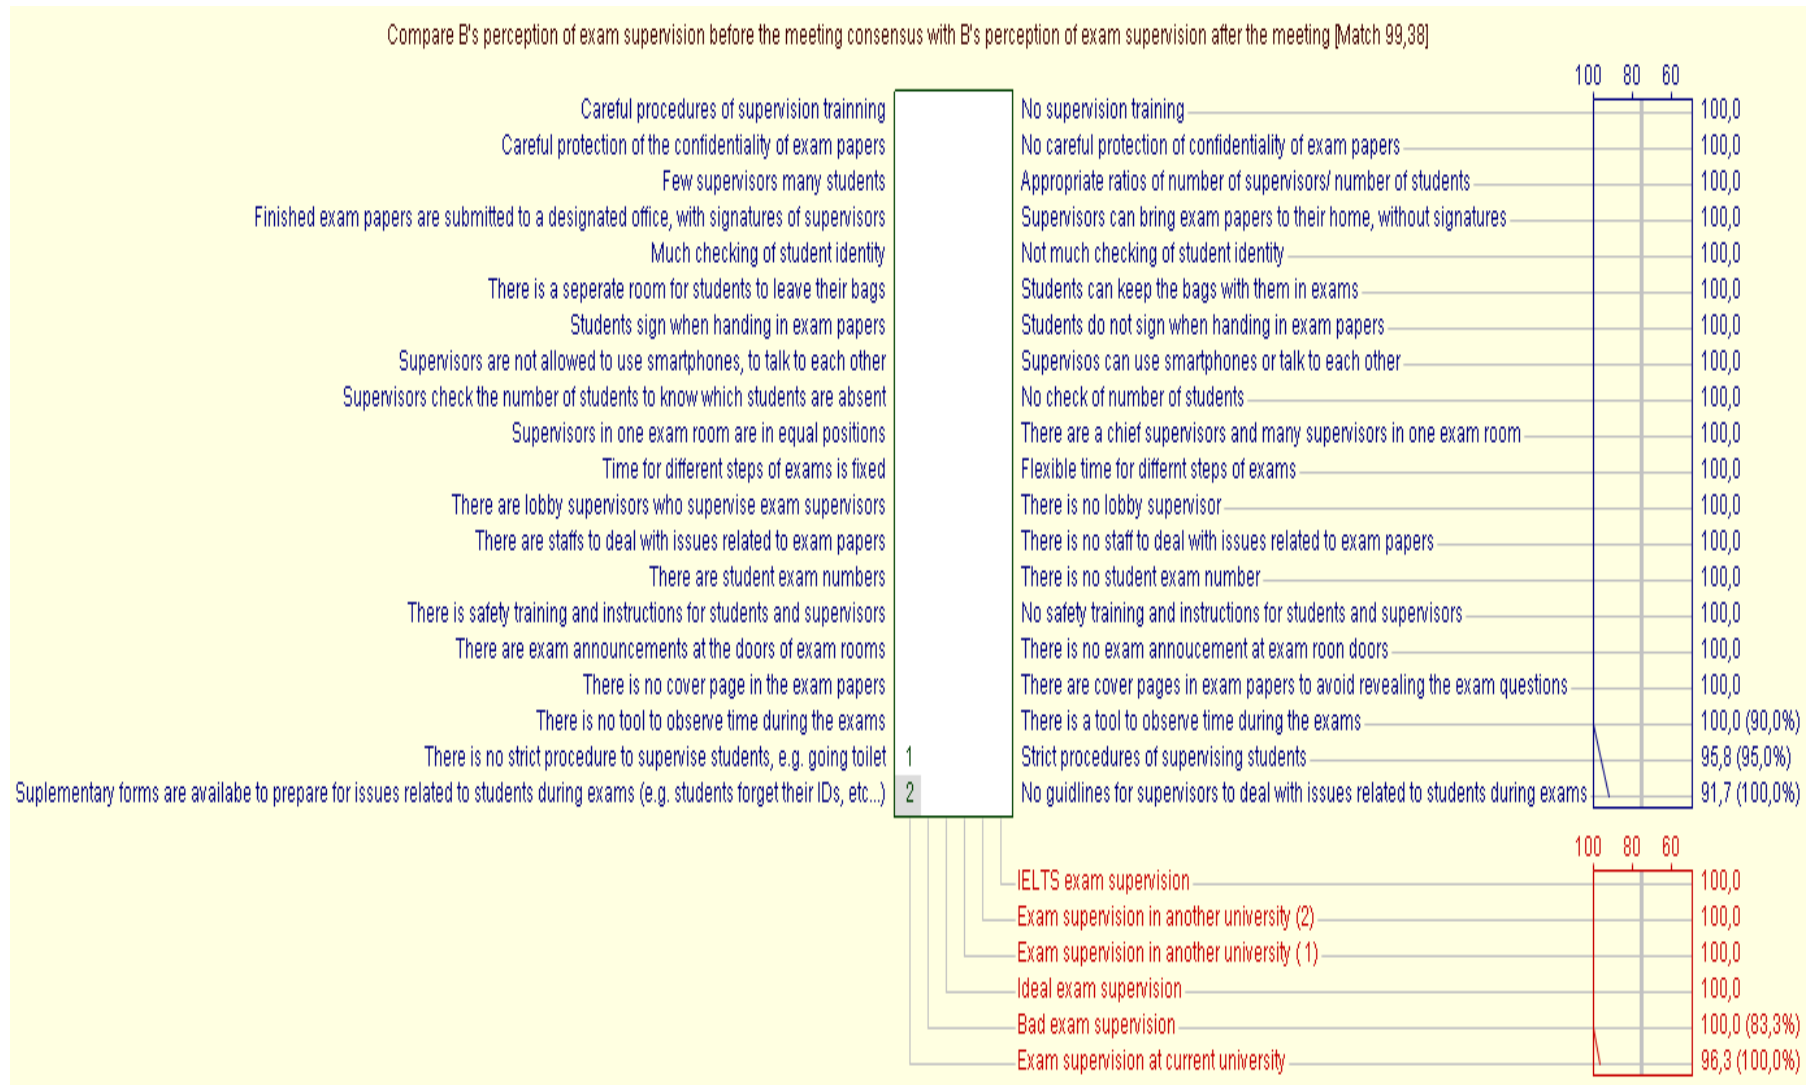 Compare B's perception of exam supervision before the meeting consensus with B's perception of exam supervision after the meeting [Match 99,38]
100 80 60
Careful procedures of supervision trainning No supervision training 100,0
Careful protection of the confidentiality of exam papers No careful protection of confidentiality of exam papers 100,0
Few supervisors many students Appropriate ratios of number of supervisors/ number of students 100,0
Finished exam papers are submitted to a designated office, with signatures of supervisors Supervisors can bring exam papers to their home, without signatures 100,0
Much checking of student identity Not much checking of student identity 100,0
There is a seperate room for students to leave their bags Students can keep the bags with them in exams 100,0
Students sign when handing in exam papers Students do not sign when handing in exam papers 100,0
Supervisors are not allowed to use smartphones, to talk to each other Supervisos can use smartphones or talk to each other 100,0
Supervisors check the number of students to know which students are absent No check of number of students 100,0
Supervisors in one exam room are in equal positions There are a chief supervisors and many supervisors in one exam room 100,0
Time for different steps of exams is fixed Flexible time for differnt steps of exams 100,0
There are lobby supervisors who supervise exam supervisors There is no lobby supervisor 100,0
There are staffs to deal with issues related to exam papers There is no staff to deal with issues related to exam papers 100,0
There are student exam numbers There is no student exam number 100,0
There is safety training and instructions for students and supervisors No safety training and instructions for students and supervisors 100,0
There are exam announcements at the doors of exam rooms There is no exam annoucement at exam roon doors 100,0
There is no cover page in the exam papers There are cover pages in exam papers to avoid revealing the exam questions 100,0
There is no tool to observe time during the exams There is a tool to observe time during the exams 100,0 (90,0%)
There is no strict procedure to supervise students, e.g. going toilet 1 Strict procedures of supervising students 95,8 (95,0%)
Suplementary forms are availabe to prepare for issues related to students during exams (e.g. students forget their IDs, etc...) 2 No guidlines for supervisors to deal with issues related to students during exams 91,7 (100,0%)
100 80 60
IELTS exam supervision 100,0
Exam supervision in another university (2) 100,0
Exam supervision in another university ( 1) 100,0
Ideal exam supervision 100,0
Bad exam supervision 100,0 (83,3%)
Exam supervision at current university 96,3 (100,0%)